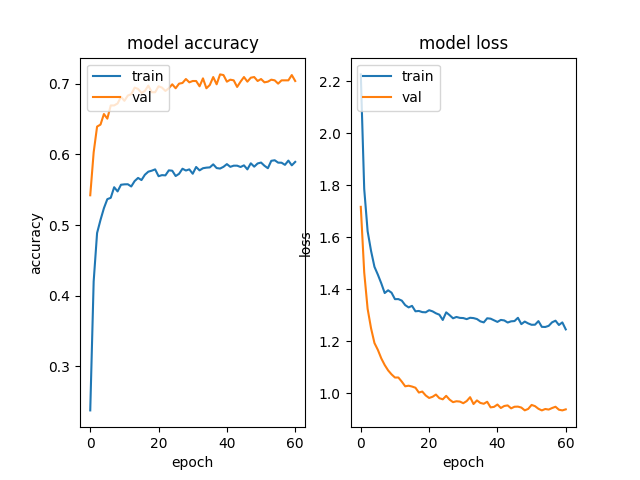 model accuracy
train
val
0.7
0.6
0.5
0.4
0.3
accuracy
0
20
40
60
epoch
model loss
train
val
2.2
2.0
1.8
1.6
1.4
1.2
1.0
loss
0
20
40
60
epoch